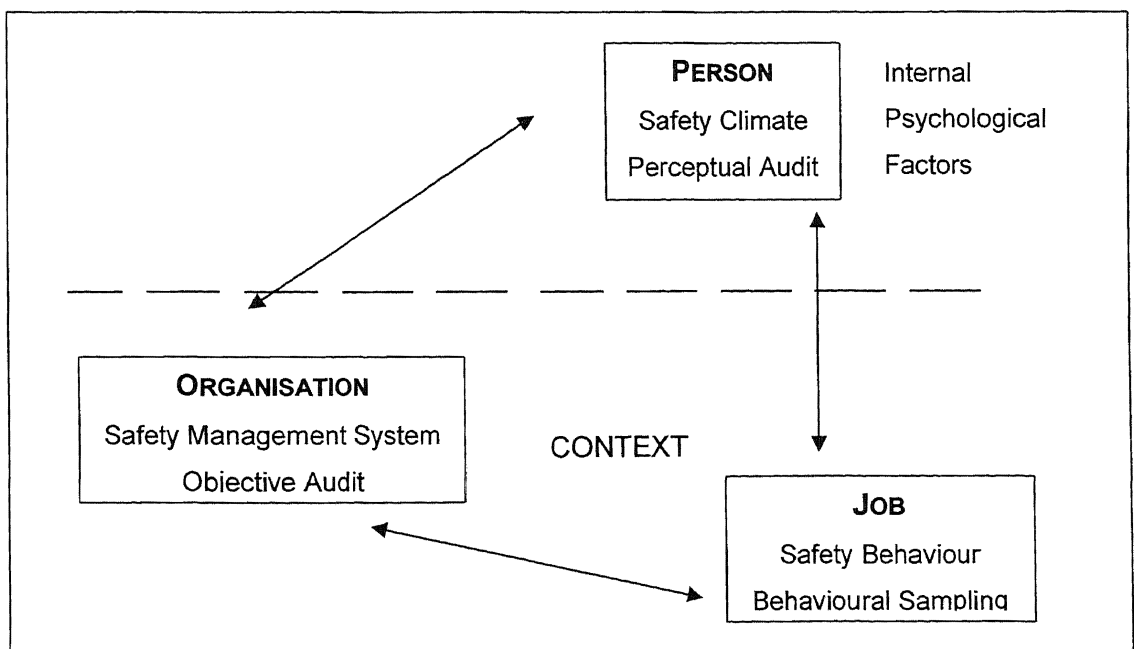 PERSON
Safety Climate
Perceptual Audit
Internal
Psychological
Factors
ORGANISATION
Safety Management System
Objective Audit
CONTEXT
JOB
Safety Behaviour
Behavioural Sampling